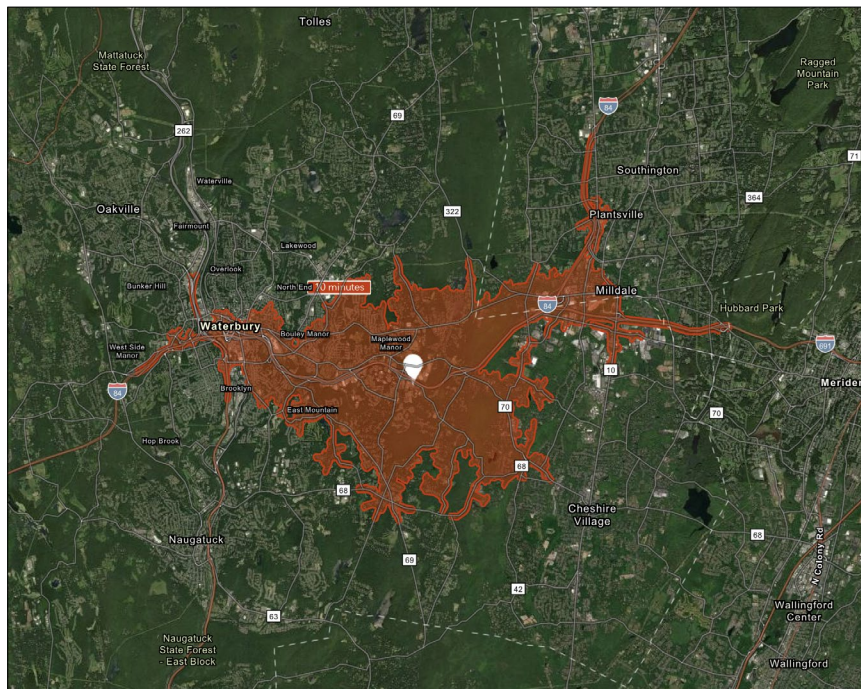 Tolles
Mattatuck
State Forest
Ragged
Mountain
Park
84
69
262
71
Southington
Waterville
364
Oakville
322
Plantsville
Fairmount
Lakewood
Overlook
Bunker Hill
North End
10 minutes
Milldale
84
Hubbard Park
Waterbury
Bouley Manor
Maplewood
Manor
West Side
Manor
691
10
Meriden
84
Brooklyn
East Mountain
70
70
Hop Brook
68
68
Cheshire
Village
68
Naugatuck
N Colony Rd
69
42
63
Wallingford
Center
Naugatuck
State Forest
- East Block
Wallingford